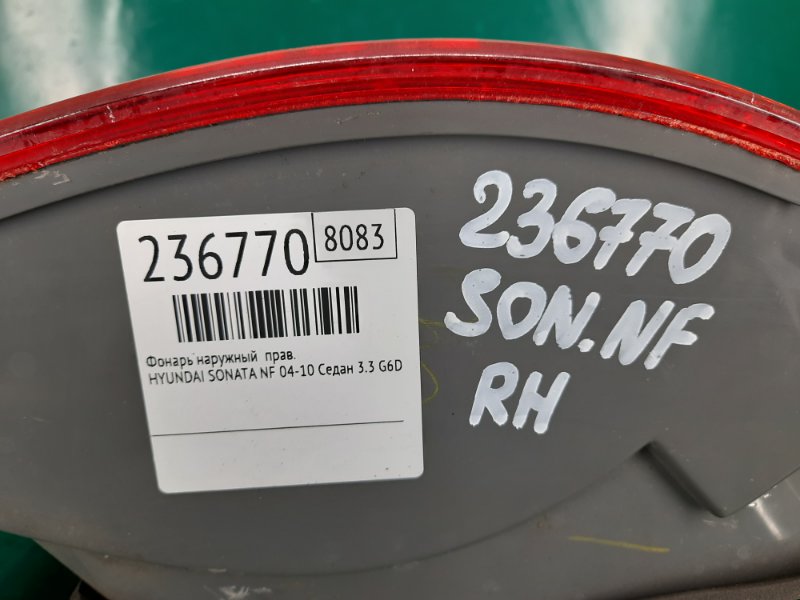 236770 8083
Фонарь наружный прав.
HYUNDAI SONATA NF 04-10 Седан 3.3 G6D
236770
SON.NF
RH